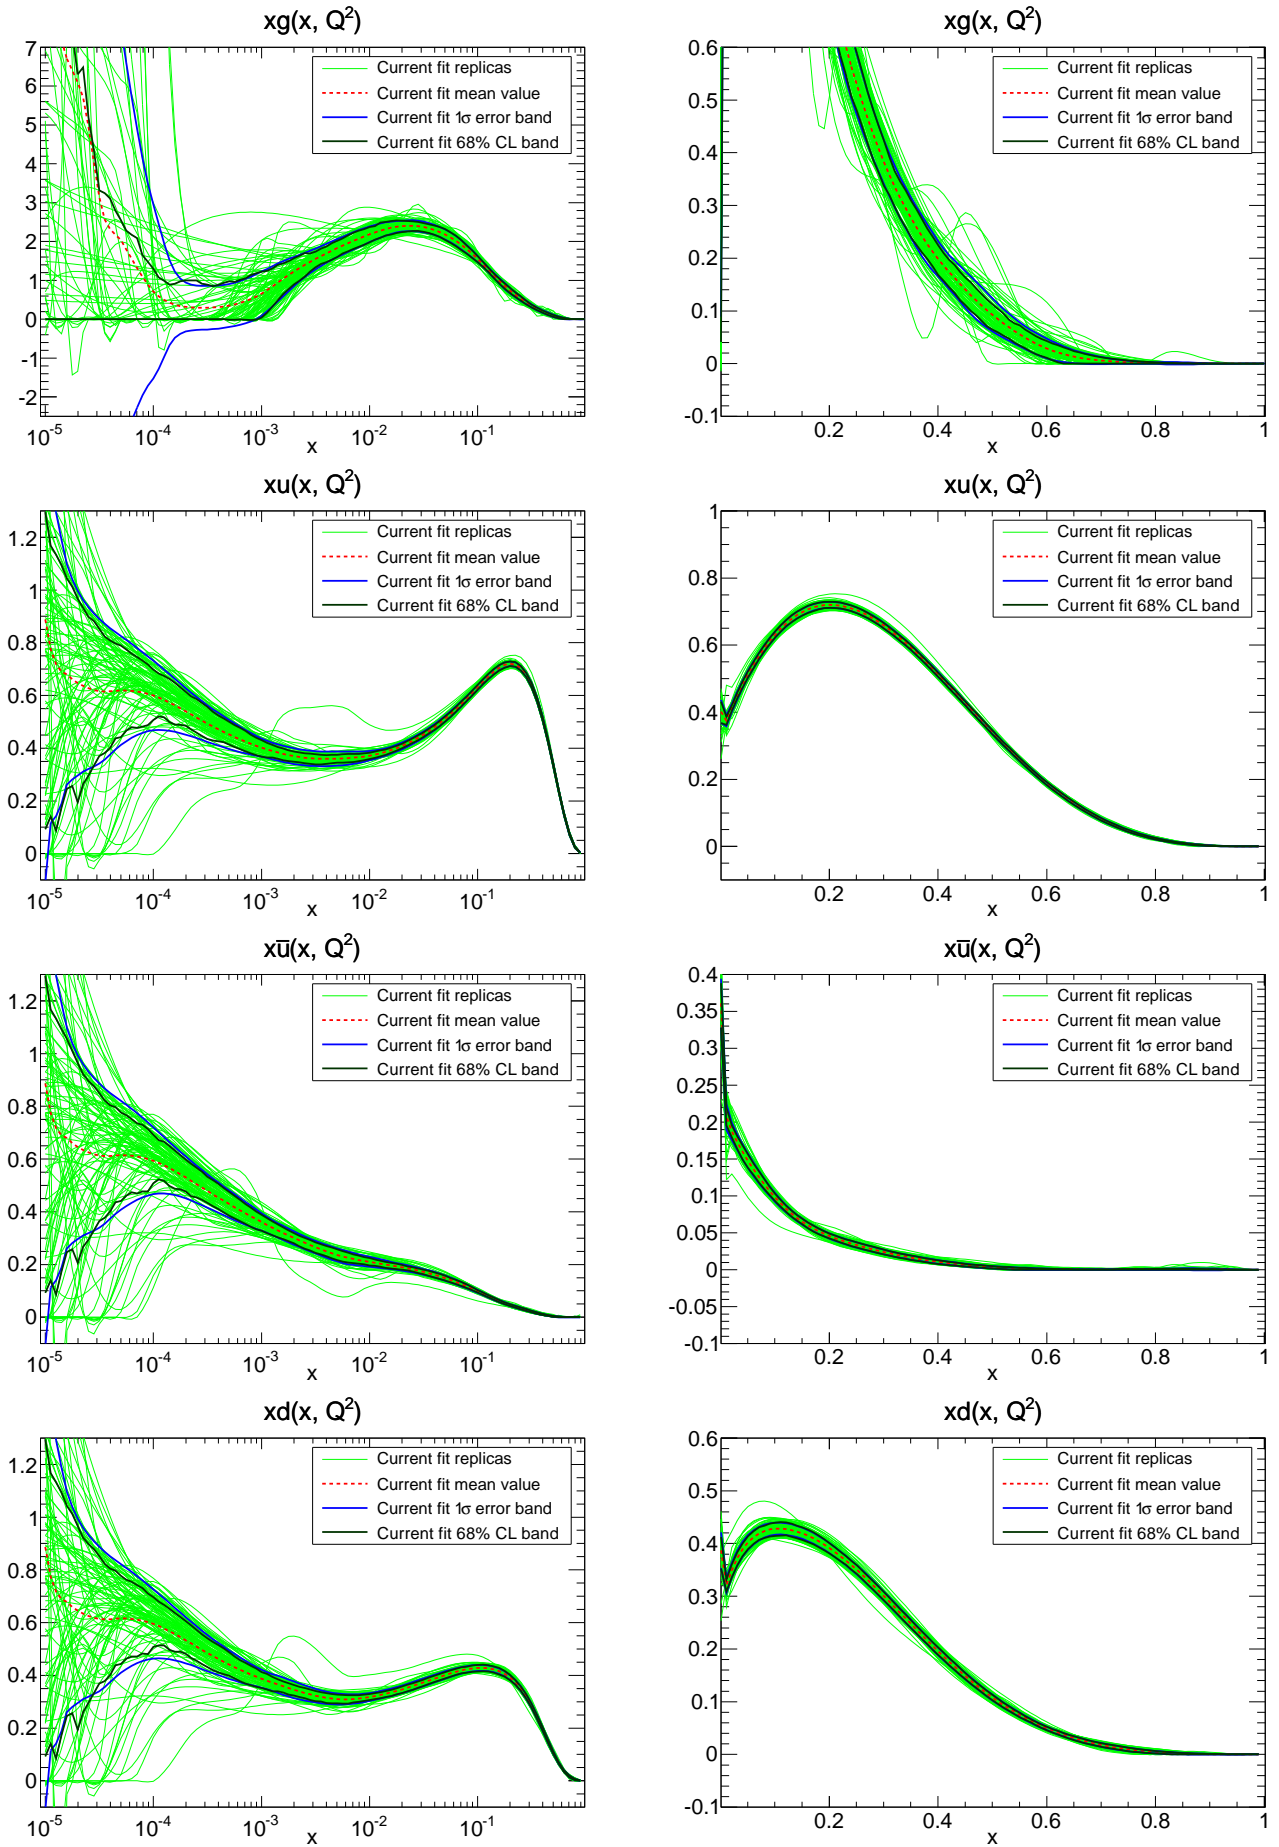 xg(x, Q²)
7
6
5
4
3
2
1
0
-1
-2
Current fit replicas
Current fit mean value
Current fit 1σ error band
Current fit 68% CL band
10⁻⁵ 10⁻⁴ 10⁻³ 10⁻² 10⁻¹
x
xg(x, Q²)
0.6
0.5
0.4
0.3
0.2
0.1
0
-0.1
Current fit replicas
Current fit mean value
Current fit 1σ error band
Current fit 68% CL band
0.2 0.4 0.6 0.8 1
x
xu(x, Q²)
1.2
1
0.8
0.6
0.4
0.2
0
Current fit replicas
Current fit mean value
Current fit 1σ error band
Current fit 68% CL band
10⁻⁵ 10⁻⁴ 10⁻³ 10⁻² 10⁻¹
x
xu(x, Q²)
1
0.8
0.6
0.4
0.2
0
Current fit replicas
Current fit mean value
Current fit 1σ error band
Current fit 68% CL band
0.2 0.4 0.6 0.8 1
x
xu̅(x, Q²)
1.2
1
0.8
0.6
0.4
0.2
0
Current fit replicas
Current fit mean value
Current fit 1σ error band
Current fit 68% CL band
10⁻⁵ 10⁻⁴ 10⁻³ 10⁻² 10⁻¹
x
xu̅(x, Q²)
0.4
0.35
0.3
0.25
0.2
0.15
0.1
0.05
0
-0.05
-0.1
Current fit replicas
Current fit mean value
Current fit 1σ error band
Current fit 68% CL band
0.2 0.4 0.6 0.8 1
x
xd(x, Q²)
1.2
1
0.8
0.6
0.4
0.2
0
Current fit replicas
Current fit mean value
Current fit 1σ error band
Current fit 68% CL band
10⁻⁵ 10⁻⁴ 10⁻³ 10⁻² 10⁻¹
x
xd(x, Q²)
0.6
0.5
0.4
0.3
0.2
0.1
0
-0.1
Current fit replicas
Current fit mean value
Current fit 1σ error band
Current fit 68% CL band
0.2 0.4 0.6 0.8 1
x